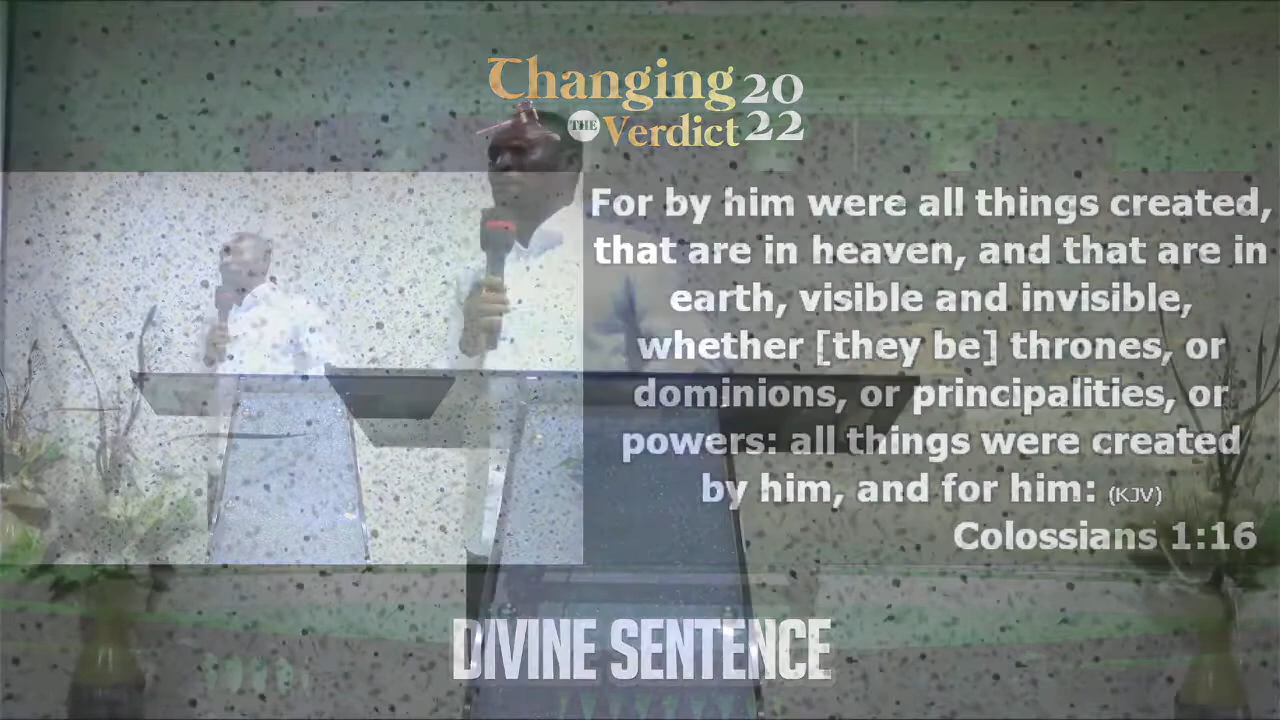 Changing 20
THE Verdict 22
For by him were all things created,
that are in heaven, and that are in
earth, visible and invisible,
whether [they be] thrones, or
dominions, or principalities, or
powers: all things were created
by him, and for him: (KJV)
Colossians 1:16
DIVINE SENTENCE